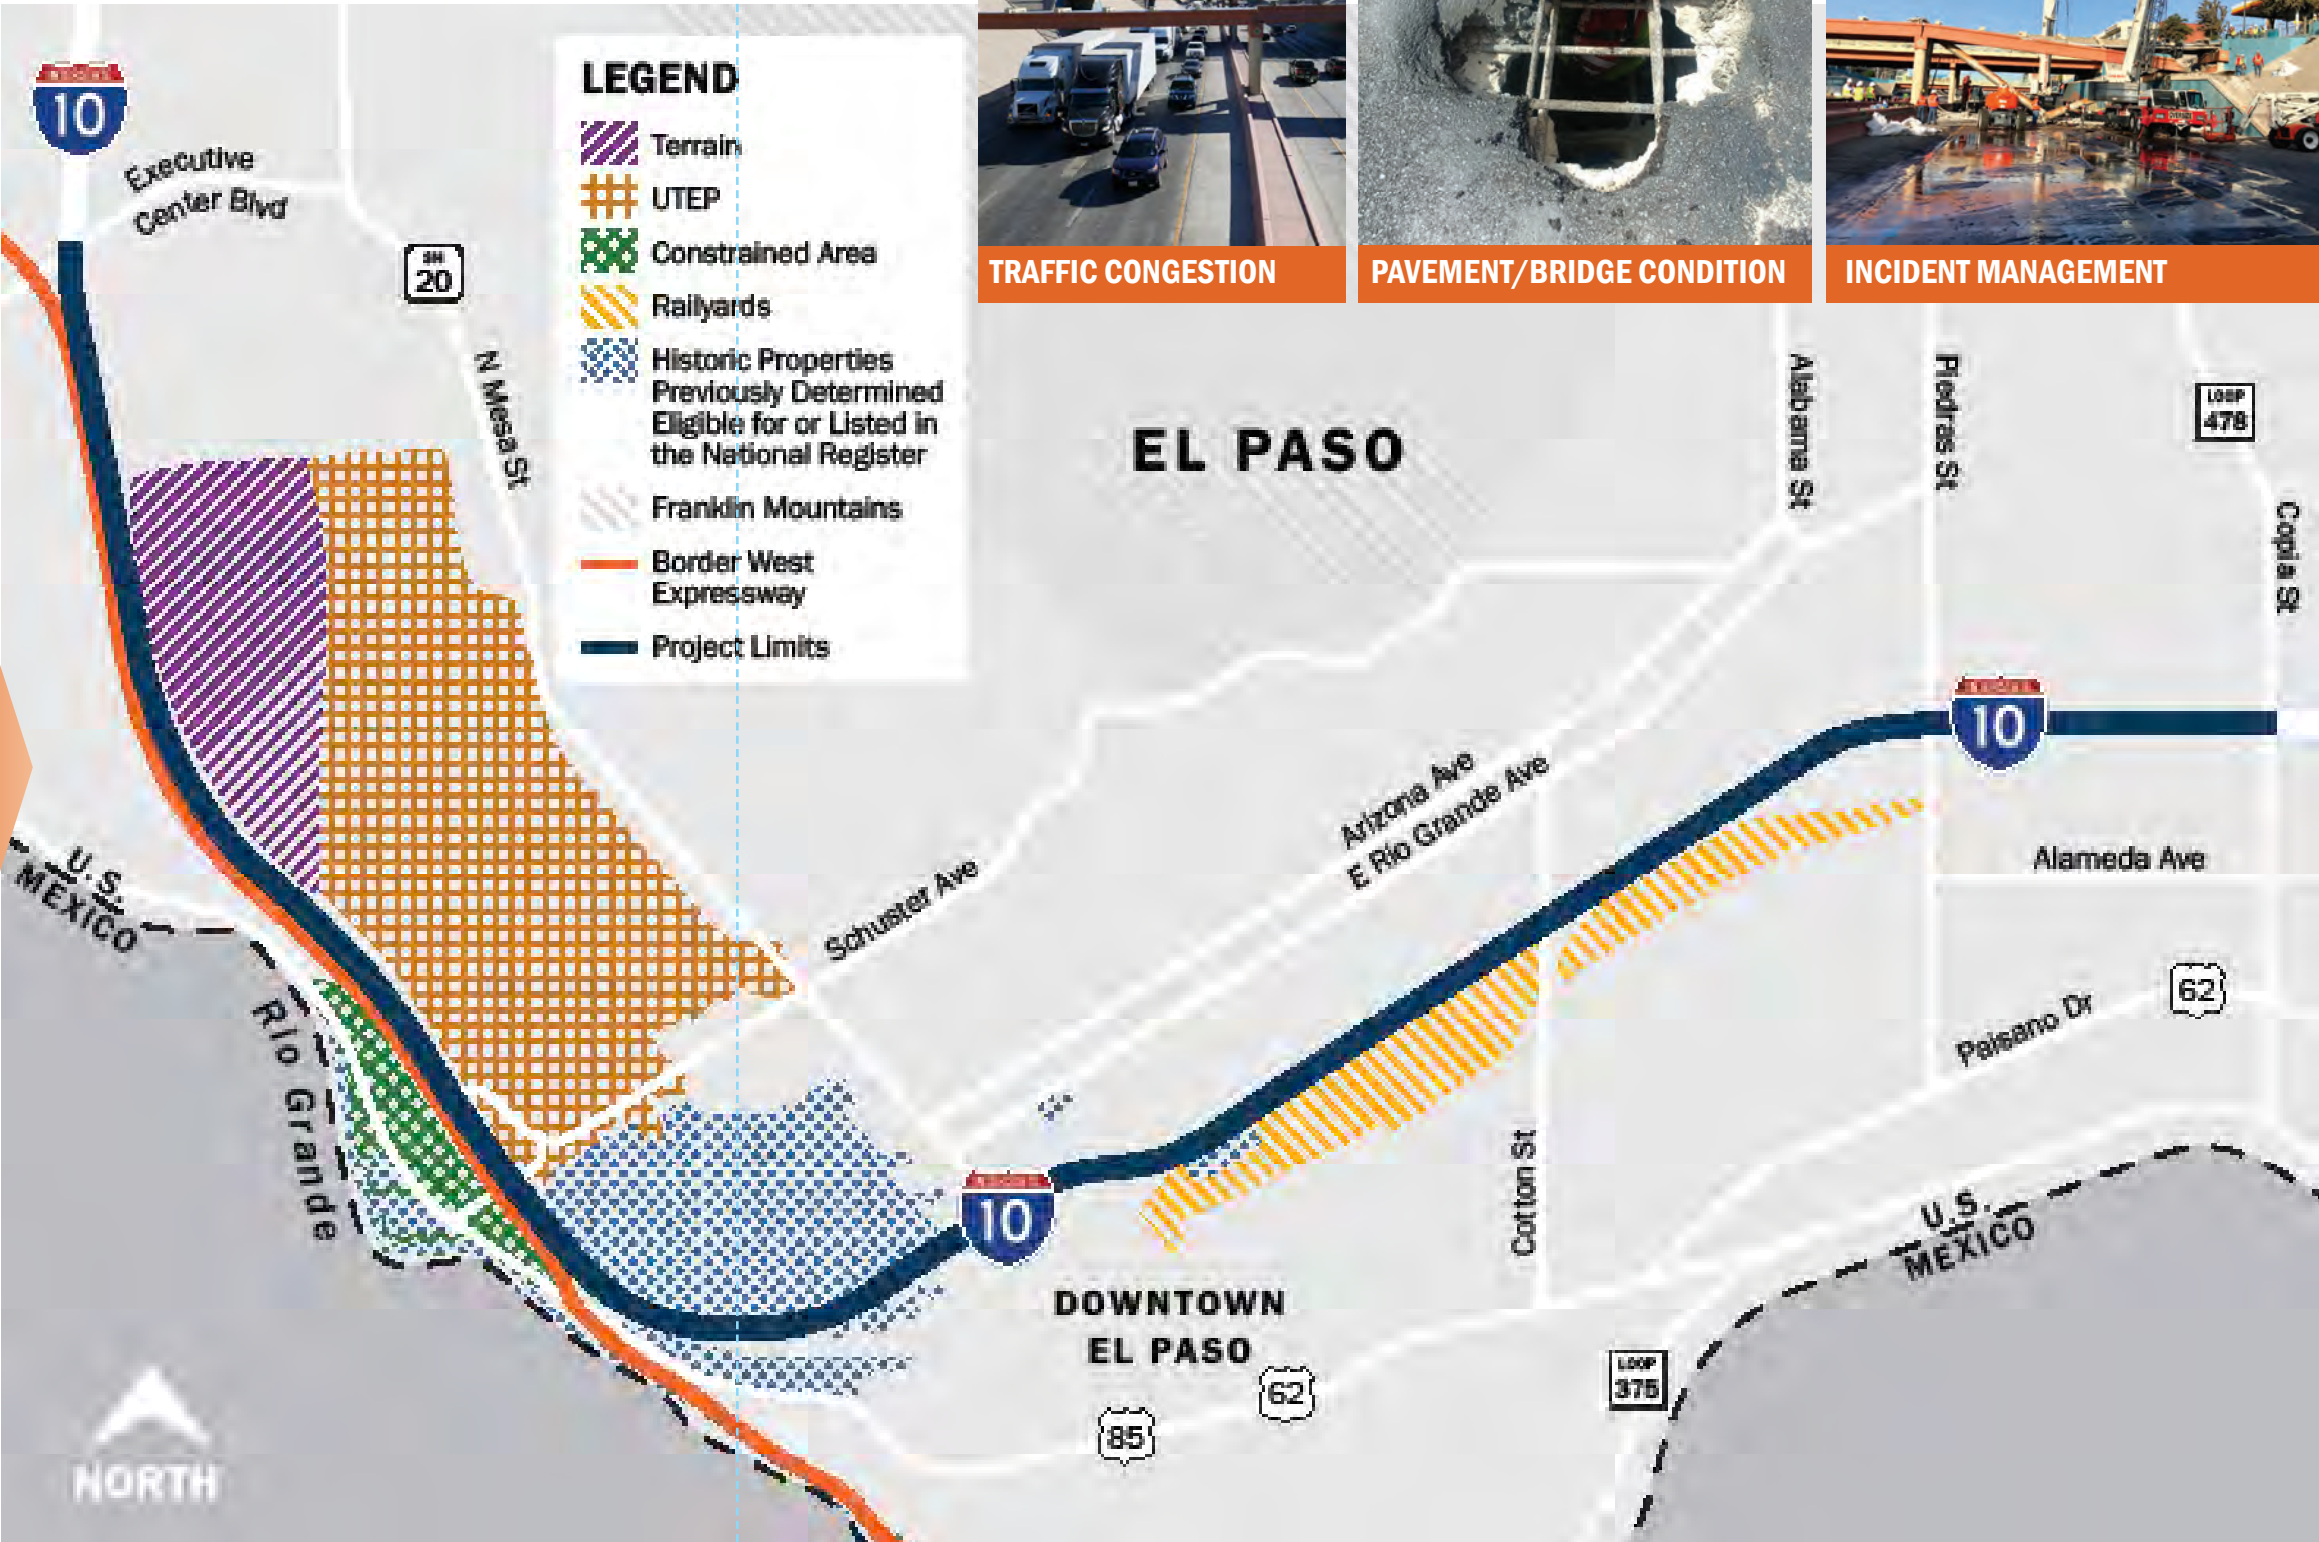 TRAFFIC CONGESTION
PAVEMENT/BRIDGE CONDITION
INCIDENT MANAGEMENT
LEGEND
Terrain
UTEP
Constrained Area
Railyards
Historic Properties
Previously Determined
Eligible for or Listed in
the National Register
Franklin Mountains
Border West
Expressway
Project Limits
10
Executive
Center Blvd
SH
20
N Mesa St
EL PASO
Alabama St
Piedras St
LOOP
478
Copia St
10
Arizona Ave
E Rio Grande Ave
Schuster Ave
Alameda Ave
U.S.
MEXICO
Rio Grande
Paisano Dr
62
Cotton St
10
U.S.
MEXICO
DOWNTOWN
EL PASO
62
85
LOOP
375
NORTH